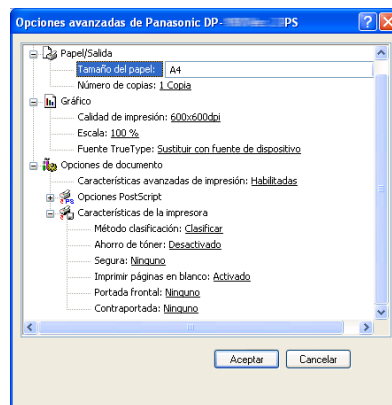 Opciones avanzadas de Panasonic DP- PS
Papel/Salida
Tamaño del papel: A4
Número de copias: 1 Copia
Gráfico
Calidad de impresión: 600x600dpi
Escala: 100 %
Fuente TrueType: Sustituir con fuente de dispositivo
Opciones de documento
Características avanzadas de impresión: Habilitadas
Opciones PostScript
Características de la impresora
Método clasificación: Clasificar
Ahorro de tóner: Desactivado
Segura: Ninguno
Imprimir páginas en blanco: Activado
Portada frontal: Ninguno
Contraportada: Ninguno
Aceptar Cancelar